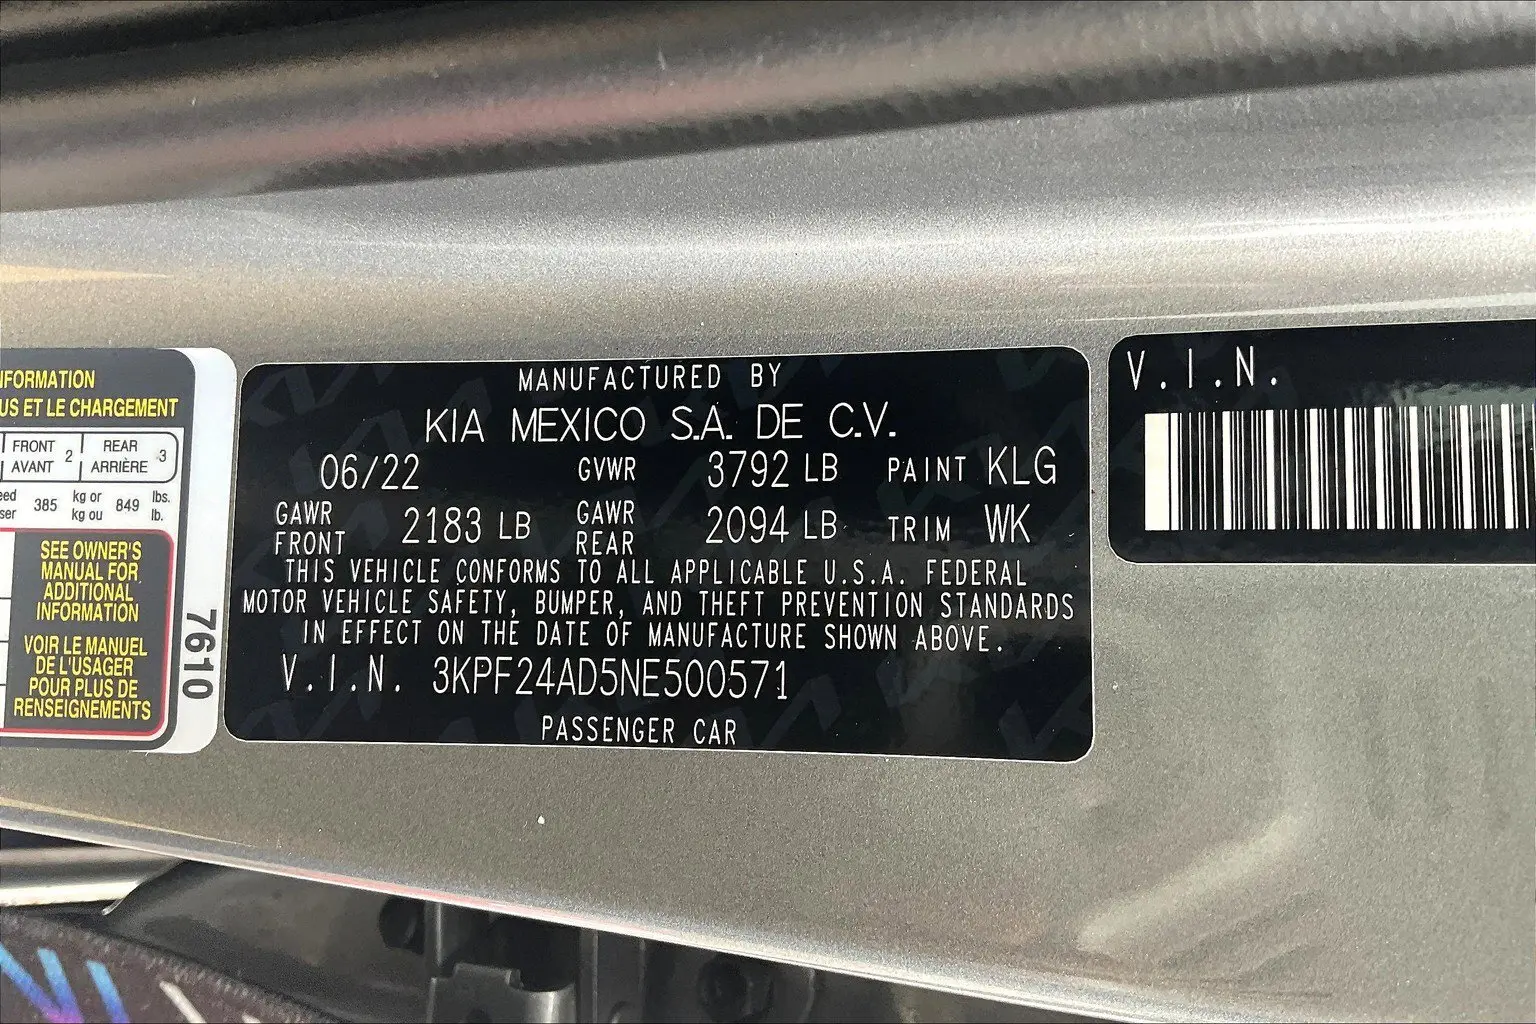 NFORMATION
US ET LE CHARGEMENT
FRONT
AVANT 2
REAR
ARRIÈRE 3
385 kg or
kg ou 849 lbs.
lb.
SEE OWNER'S
MANUAL FOR
ADDITIONAL
INFORMATION
VOIR LE MANUEL
DE L'USAGER
POUR PLUS DE
RENSEIGNEMENTS
7610
MANUFACTURED BY
KIA MEXICO S.A. DE C.V.
06/22 GVWR 3792 LB PAINT KLG
GAWR
FRONT 2183 LB GAWR
REAR 2094 LB TRIM WK
THIS VEHICLE CONFORMS TO ALL APPLICABLE U.S.A. FEDERAL
MOTOR VEHICLE SAFETY, BUMPER, AND THEFT PREVENTION STANDARDS
IN EFFECT ON THE DATE OF MANUFACTURE SHOWN ABOVE.
V.I.N. 3KPF24AD5NE500571
PASSENGER CAR
V.I.N.